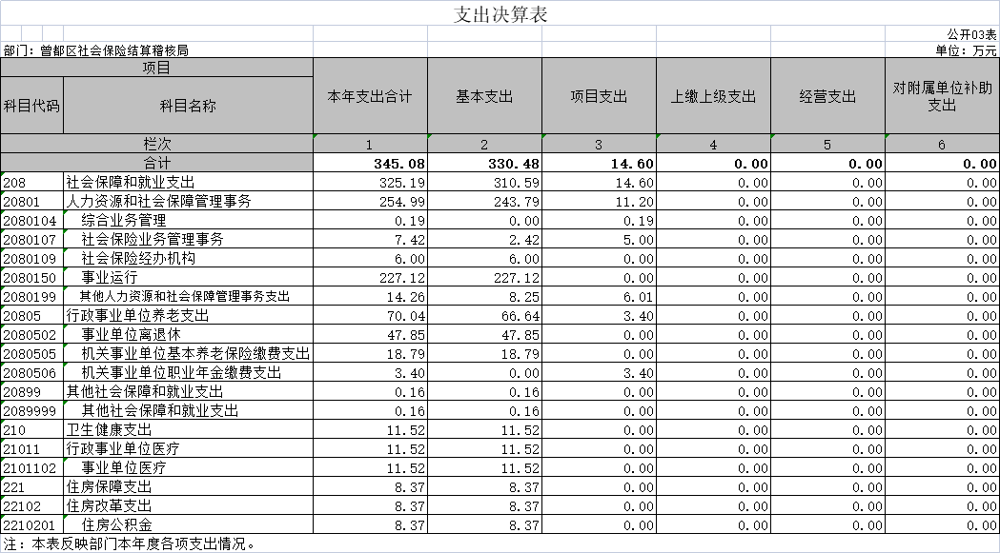 支出决算表
公开03表
部门：曾都区社会保险结算稽核局 单位：万元
项目 本年支出合计 基本支出 项目支出 上缴上级支出 经营支出 对附属单位补助支出
科目代码 科目名称
栏次 1 2 3 4 5 6
合计 345.08 330.48 14.60 0.00 0.00 0.00
208 社会保障和就业支出 325.19 310.59 14.60 0.00 0.00 0.00
20801 人力资源和社会保障管理事务 254.99 243.79 11.20 0.00 0.00 0.00
2080104 综合业务管理 0.19 0.00 0.19 0.00 0.00 0.00
2080107 社会保险业务管理事务 7.42 2.42 5.00 0.00 0.00 0.00
2080109 社会保险经办机构 6.00 6.00 0.00 0.00 0.00 0.00
2080150 事业运行 227.12 227.12 0.00 0.00 0.00 0.00
2080199 其他人力资源和社会保障管理事务支出 14.26 8.25 6.01 0.00 0.00 0.00
20805 行政事业单位养老支出 70.04 66.64 3.40 0.00 0.00 0.00
2080502 事业单位离退休 47.85 47.85 0.00 0.00 0.00 0.00
2080505 机关事业单位基本养老保险缴费支出 18.79 18.79 0.00 0.00 0.00 0.00
2080506 机关事业单位职业年金缴费支出 3.40 0.00 3.40 0.00 0.00 0.00
20899 其他社会保障和就业支出 0.16 0.16 0.00 0.00 0.00 0.00
2089999 其他社会保障和就业支出 0.16 0.16 0.00 0.00 0.00 0.00
210 卫生健康支出 11.52 11.52 0.00 0.00 0.00 0.00
21011 行政事业单位医疗 11.52 11.52 0.00 0.00 0.00 0.00
2101102 事业单位医疗 11.52 11.52 0.00 0.00 0.00 0.00
221 住房保障支出 8.37 8.37 0.00 0.00 0.00 0.00
22102 住房改革支出 8.37 8.37 0.00 0.00 0.00 0.00
2210201 住房公积金 8.37 8.37 0.00 0.00 0.00 0.00
注：本表反映部门本年度各项支出情况。